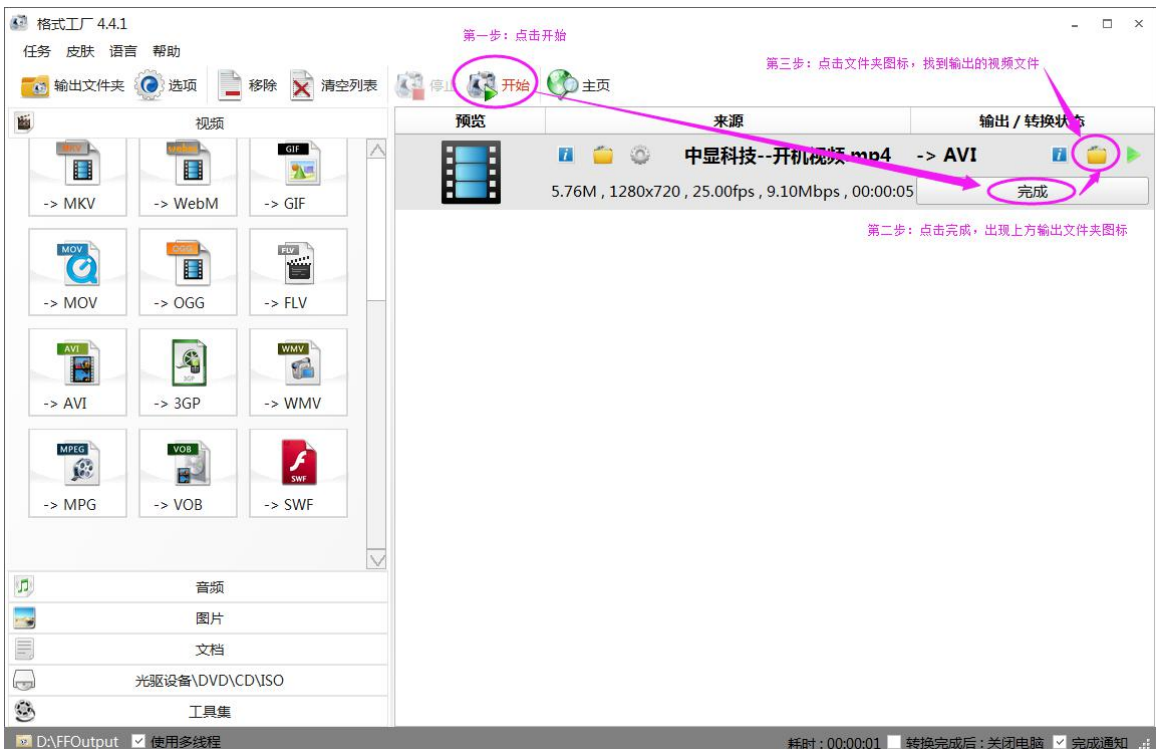 格式工厂 4.4.1
任务 皮肤 语言 帮助
第一步：点击开始
第三步：点击文件夹图标，找到输出的视频文件
输出文件夹 选项 移除 清空列表 停止 开始 主页
视频
预览 来源 输出 / 转换状态
MKV
-> MKV
webm
-> WebM
GIF
-> GIF
中显科技--开机视频.mp4 -> AVI
5.76M , 1280x720 , 25.00fps , 9.10Mbps , 00:00:05
完成
第二步：点击完成，出现上方输出文件夹图标
MOV
-> MOV
OGG
-> OGG
FLV
-> FLV
AVI
-> AVI
3GP
-> 3GP
WMV
-> WMV
MPEG
-> MPG
VOB
-> VOB
SWF
-> SWF
音频
图片
文档
光驱设备\DVD\CD\ISO
工具集
D:\FFOutput 使用多线程
耗时 : 00:00:01 转换完成后 : 关闭电脑 完成通知